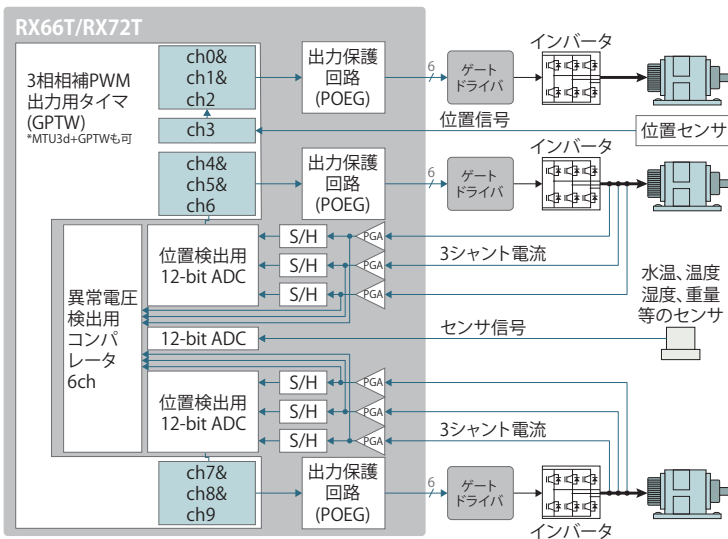 RX66T/RX72T
3相相補PWM
出力用タイマ
(GPTW)
*MTU3d+GPTWも可
ch0&
ch1&
ch2
出力保護
回路
(POEG)
6
ゲート
ドライバ
インバータ
ch3
位置信号
位置センサ
ch4&
ch5&
ch6
出力保護
回路
(POEG)
6
ゲート
ドライバ
インバータ
位置検出用
12-bit ADC
S/H
PGA
S/H
PGA
S/H
PGA
3シャント電流
異常電圧
検出用
コンパ
レータ
6ch
水温、温度
湿度、重量
等のセンサ
12-bit ADC
センサ信号
位置検出用
12-bit ADC
S/H
PGA
S/H
PGA
S/H
PGA
3シャント電流
ch7&
ch8&
ch9
出力保護
回路
(POEG)
6
ゲート
ドライバ
インバータ